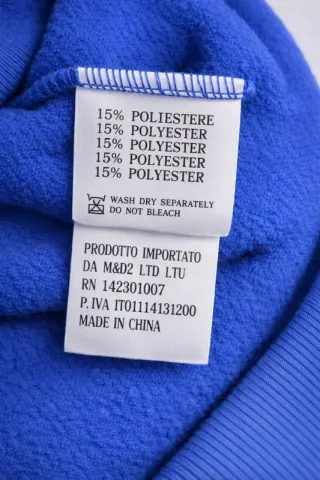 15% POLIESTERE
15% POLYESTER
15% POLYESTER
15% POLYESTER
15% POLYESTER
WASH DRY SEPARATELY
DO NOT BLEACH
PRODOTTO IMPORTATO
DA M&D2 LTD LTU
RN 142301007
P. IVA IT01114131200
MADE IN CHINA